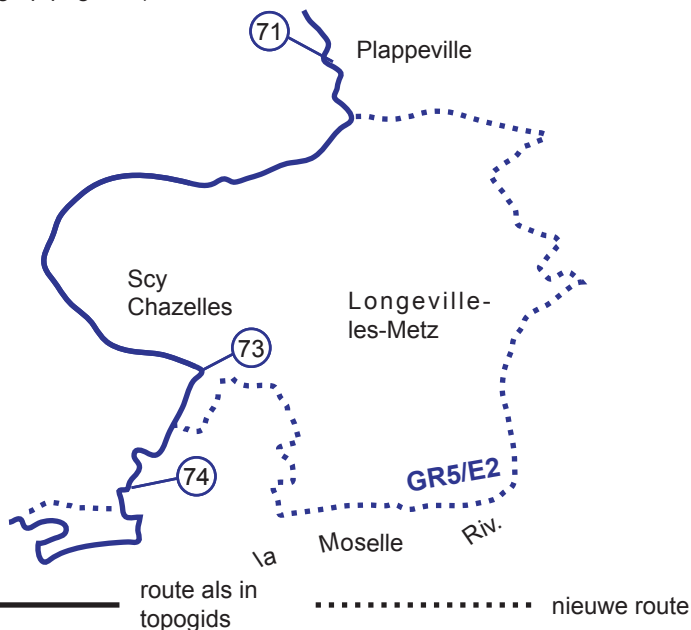 71
Plappeville
Scy
Chazelles
Longeville-
les-Metz
73
74
GR5/E2
la Moselle Riv.
route als in
topogids
nieuwe route